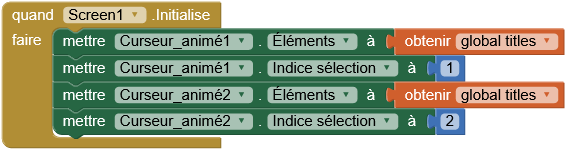 quand Screen1 .Initialise
faire mettre Curseur_animé1 . Éléments à obtenir global titles
mettre Curseur_animé1 . Indice sélection à 1
mettre Curseur_animé2 . Éléments à obtenir global titles
mettre Curseur_animé2 . Indice sélection à 2